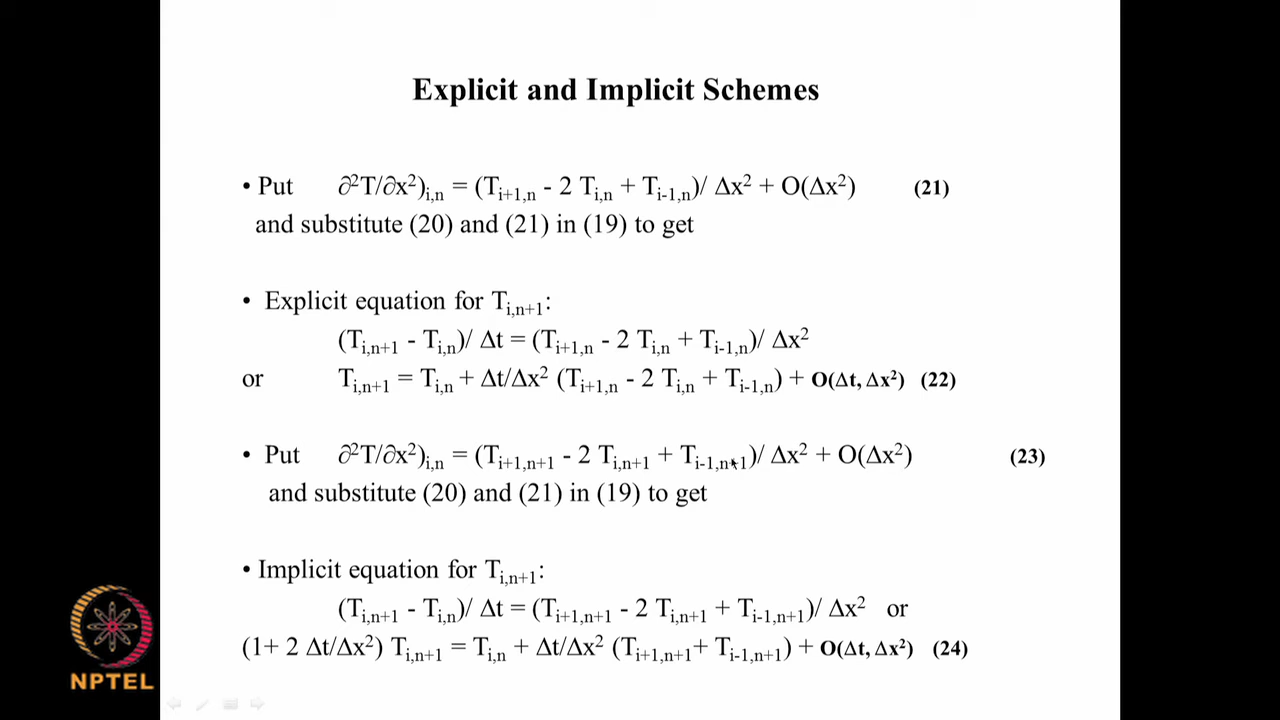 Explicit and Implicit Schemes
• Put ∂²T/∂x²)i,n = (Ti+1,n - 2 Ti,n + Ti-1,n)/ Δx² + O(Δx²) (21)
and substitute (20) and (21) in (19) to get
• Explicit equation for Ti,n+1:
(Ti,n+1 - Ti,n)/ Δt = (Ti+1,n - 2 Ti,n + Ti-1,n)/ Δx²
or Ti,n+1 = Ti,n + Δt/Δx² (Ti+1,n - 2 Ti,n + Ti-1,n) + O(Δt, Δx²) (22)
• Put ∂²T/∂x²)i,n = (Ti+1,n+1 - 2 Ti,n+1 + Ti-1,n+1)/ Δx² + O(Δx²) (23)
and substitute (20) and (21) in (19) to get
• Implicit equation for Ti,n+1:
(Ti,n+1 - Ti,n)/ Δt = (Ti+1,n+1 - 2 Ti,n+1 + Ti-1,n+1)/ Δx² or
(1+ 2 Δt/Δx²) Ti,n+1 = Ti,n + Δt/Δx² (Ti+1,n+1+ Ti-1,n+1) + O(Δt, Δx²) (24)
NPTEL